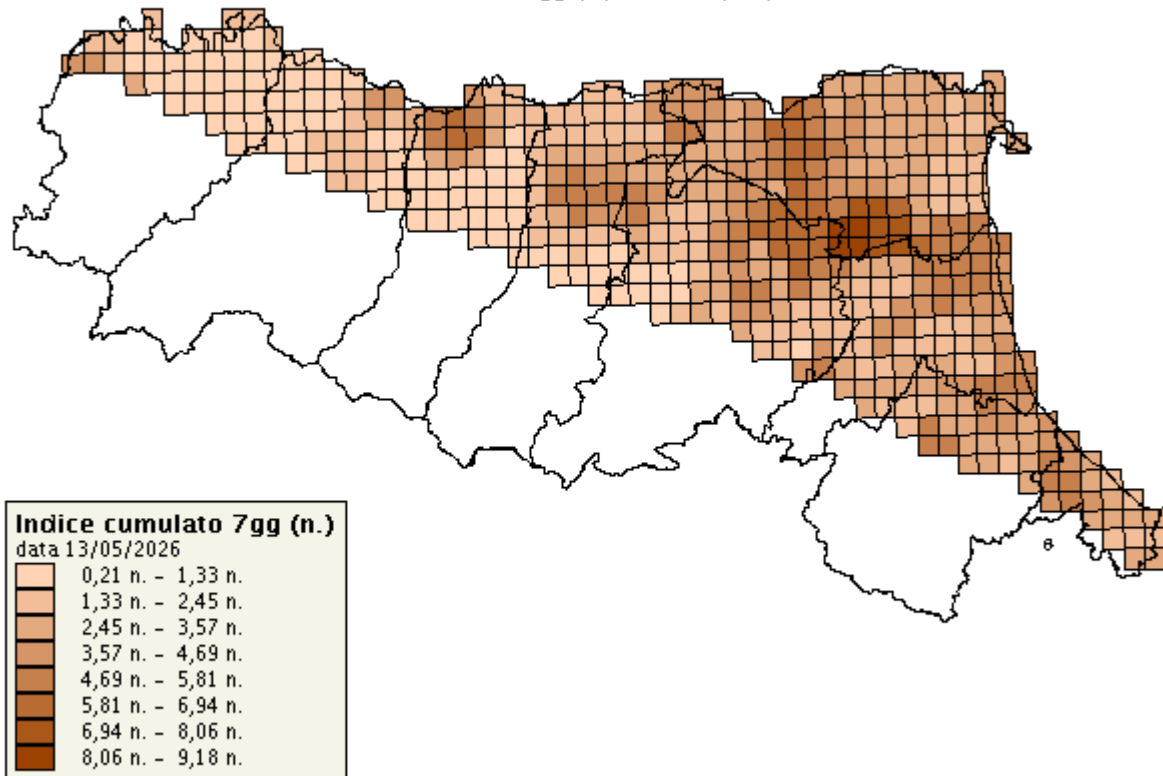 Indice cumulato 7gg (n.)
data 13/05/2026
0,21 n. - 1,33 n.
1,33 n. - 2,45 n.
2,45 n. - 3,57 n.
3,57 n. - 4,69 n.
4,69 n. - 5,81 n.
5,81 n. - 6,94 n.
6,94 n. - 8,06 n.
8,06 n. - 9,18 n.